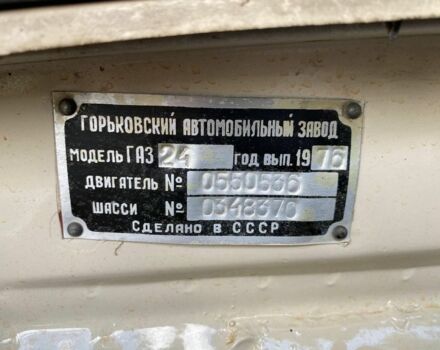 ГОРЬКОВСКИЙ АВТОМОБИЛЬНЫЙ ЗАВОД
МОДЕЛЬ ГАЗ 24 ГОД ВЫП. 1976
ДВИГАТЕЛЬ № 0550536
ШАССИ № 0348376
СДЕЛАНО В СССР